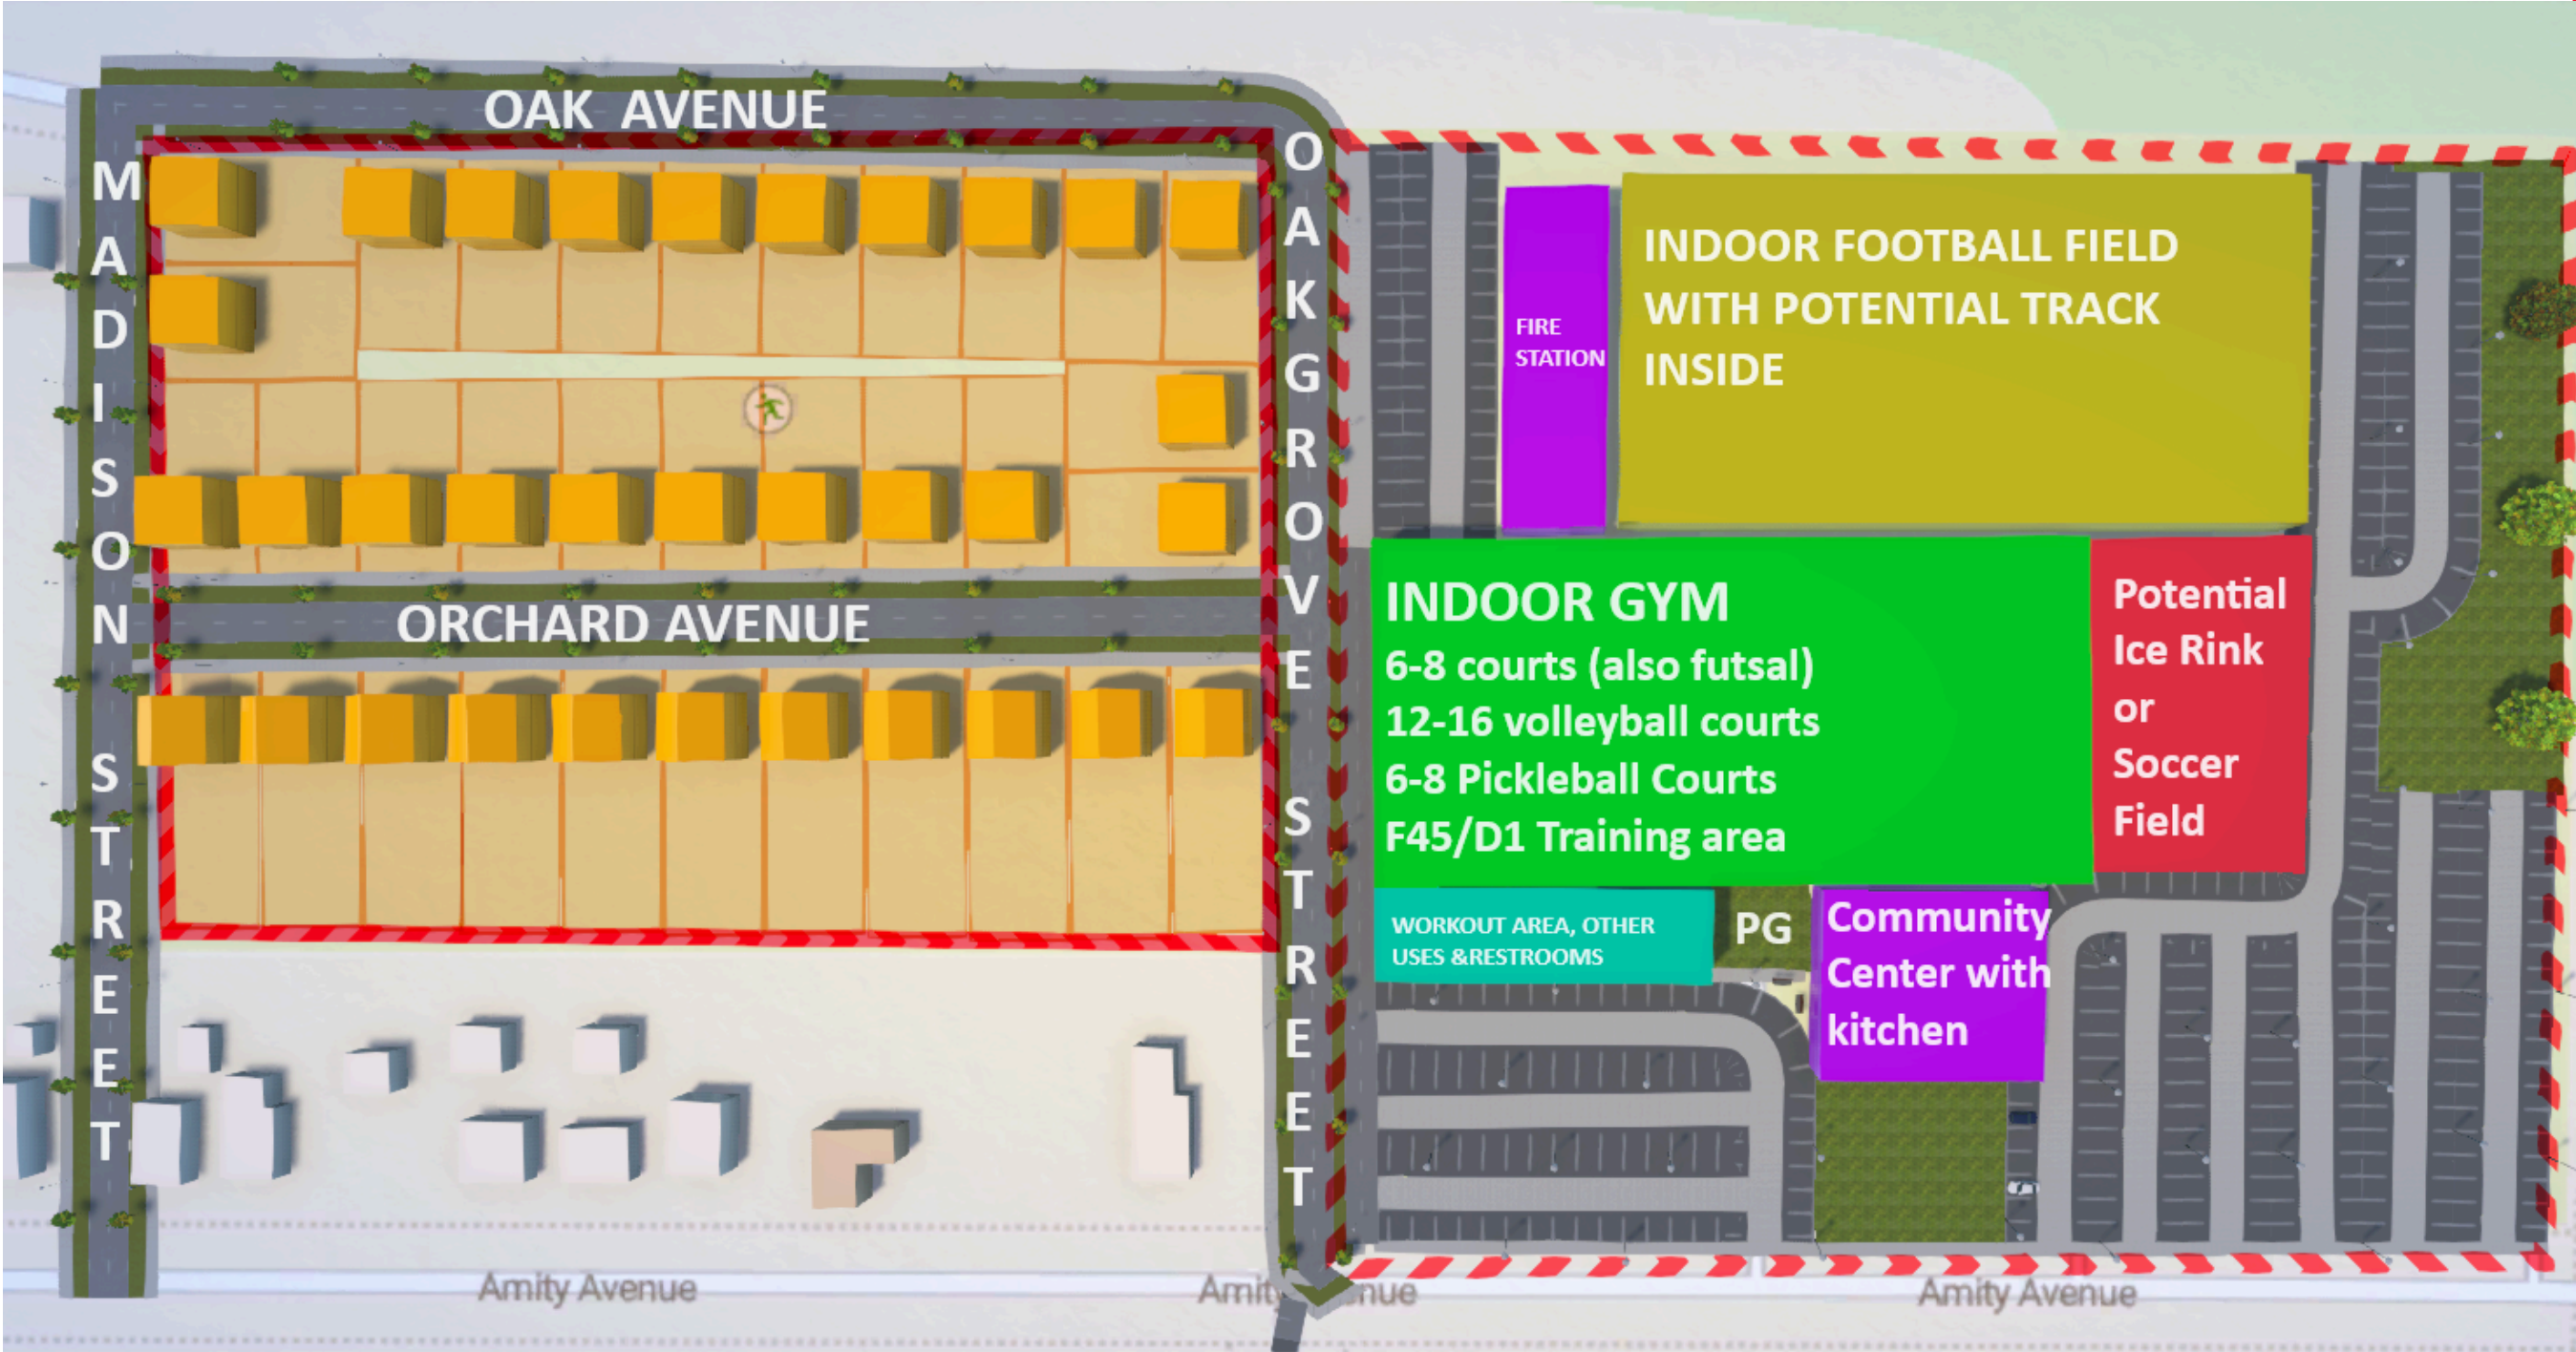 OAK  AVENUE
MADISON STREET
OAKGROVE STREET
ORCHARD AVENUE
FIRE
STATION
INDOOR FOOTBALL FIELD
WITH POTENTIAL TRACK
INSIDE
INDOOR GYM
6-8 courts (also futsal)
12-16 volleyball courts
6-8 Pickleball Courts
F45/D1 Training area
Potential
Ice Rink
or
Soccer
Field
WORKOUT AREA, OTHER
USES &RESTROOMS
PG
Community
Center with
kitchen
Amity Avenue
Amity Avenue
Amity Avenue